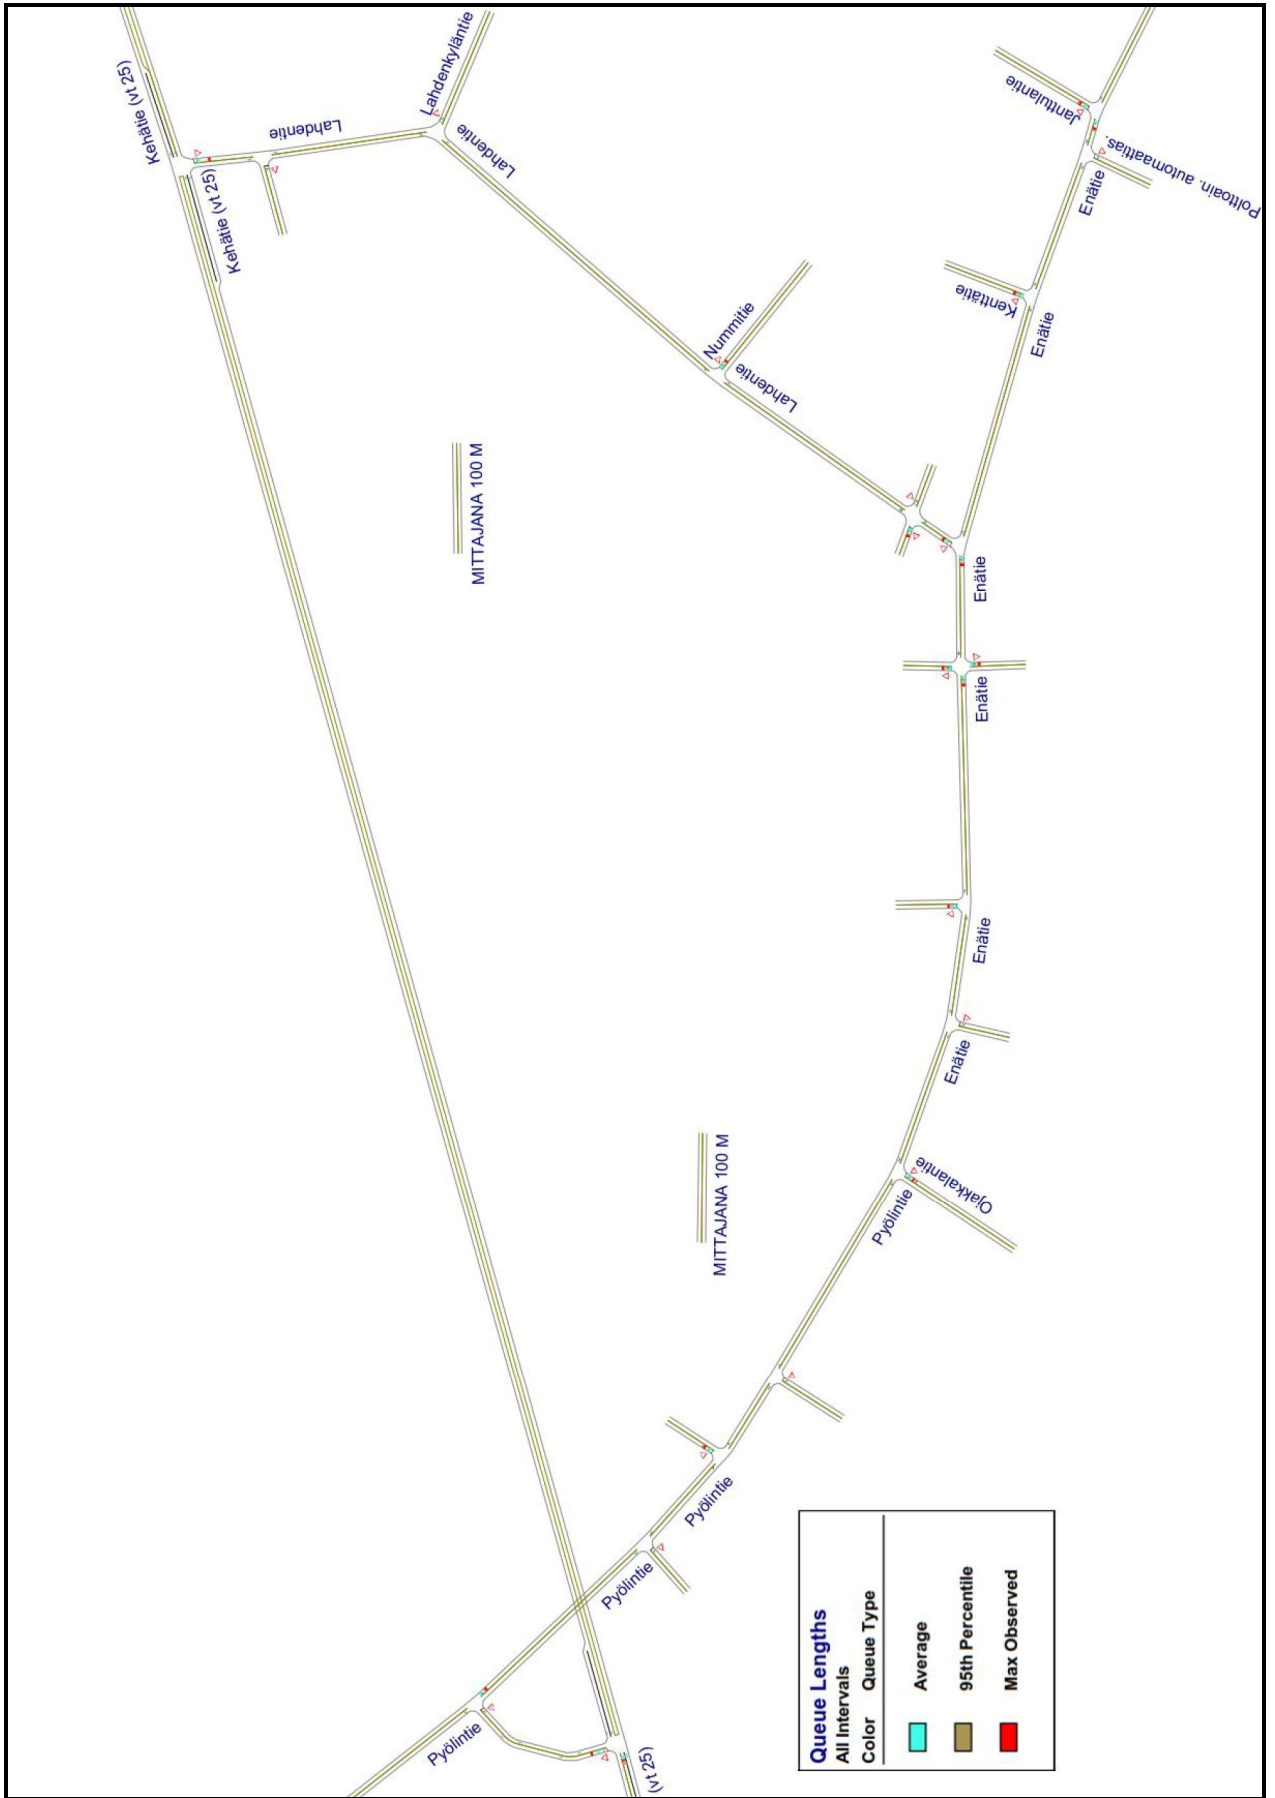 Kehätie (vt 25)
Kehätie (vt 25)
Lahdentie
Lahdenkyläntie
Lahdentie
Nummitie
Lahdentie
MITTAJANA 100 M
Janttulantie
Polttoain. automaattias.
Enätie
Kenttätie
Enätie
Enätie
Enätie
Enätie
Enätie
Ojakkalantie
Pyölintie
MITTAJANA 100 M
Pyölintie
Pyölintie
Pyölintie
(vt 25)
Queue Lengths
All Intervals
Color Queue Type
Average
95th Percentile
Max Observed